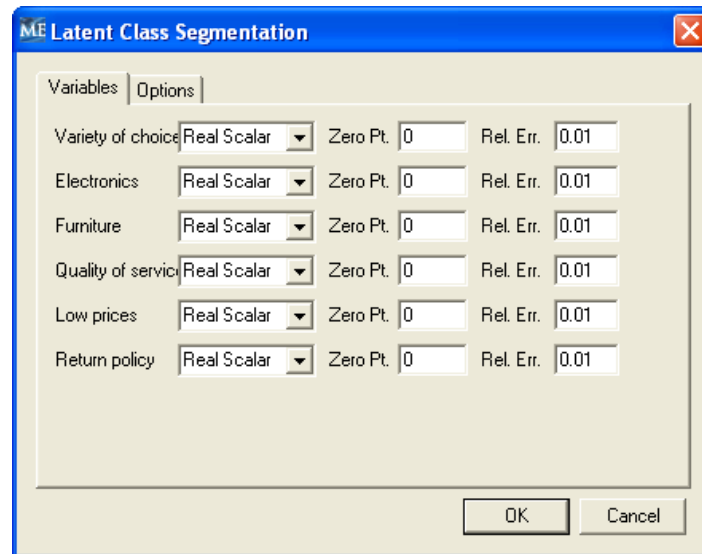 ME Latent Class Segmentation
Variables Options
Variety of choice Real Scalar Zero Pt. 0 Rel. Err. 0.01
Electronics Real Scalar Zero Pt. 0 Rel. Err. 0.01
Furniture Real Scalar Zero Pt. 0 Rel. Err. 0.01
Quality of servic Real Scalar Zero Pt. 0 Rel. Err. 0.01
Low prices Real Scalar Zero Pt. 0 Rel. Err. 0.01
Return policy Real Scalar Zero Pt. 0 Rel. Err. 0.01
OK Cancel